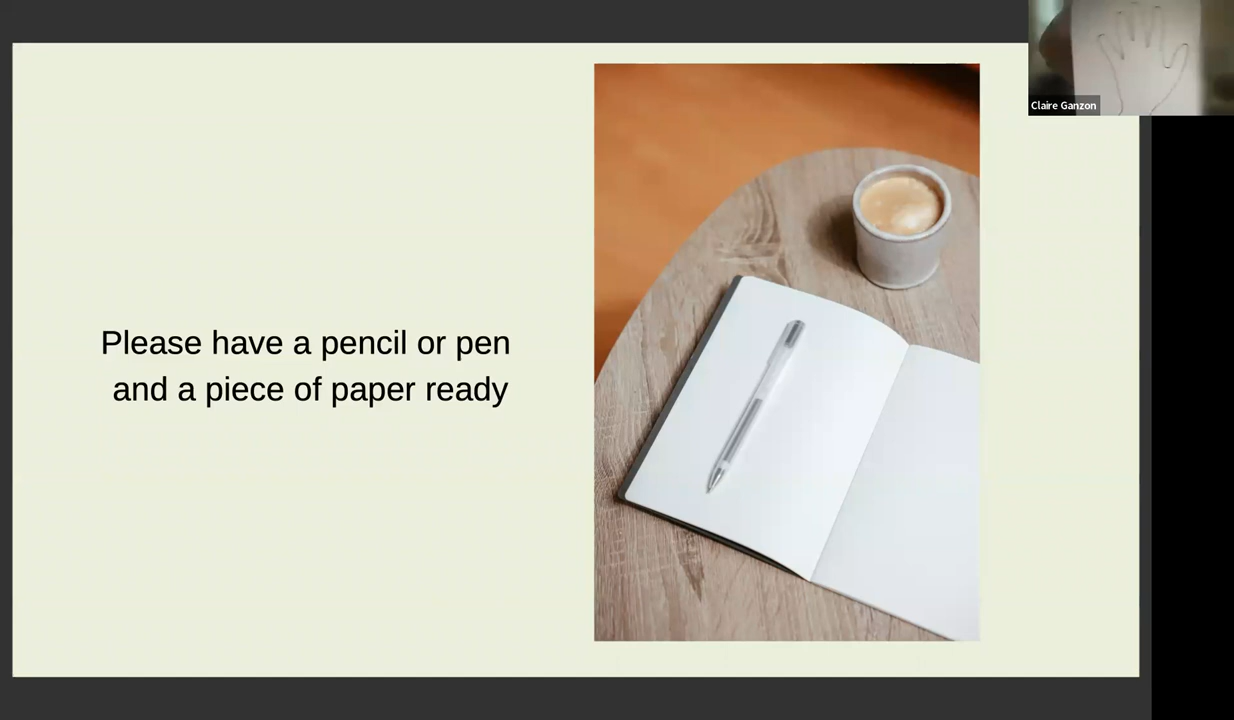 Please have a pencil or pen
and a piece of paper ready
Claire Ganzon